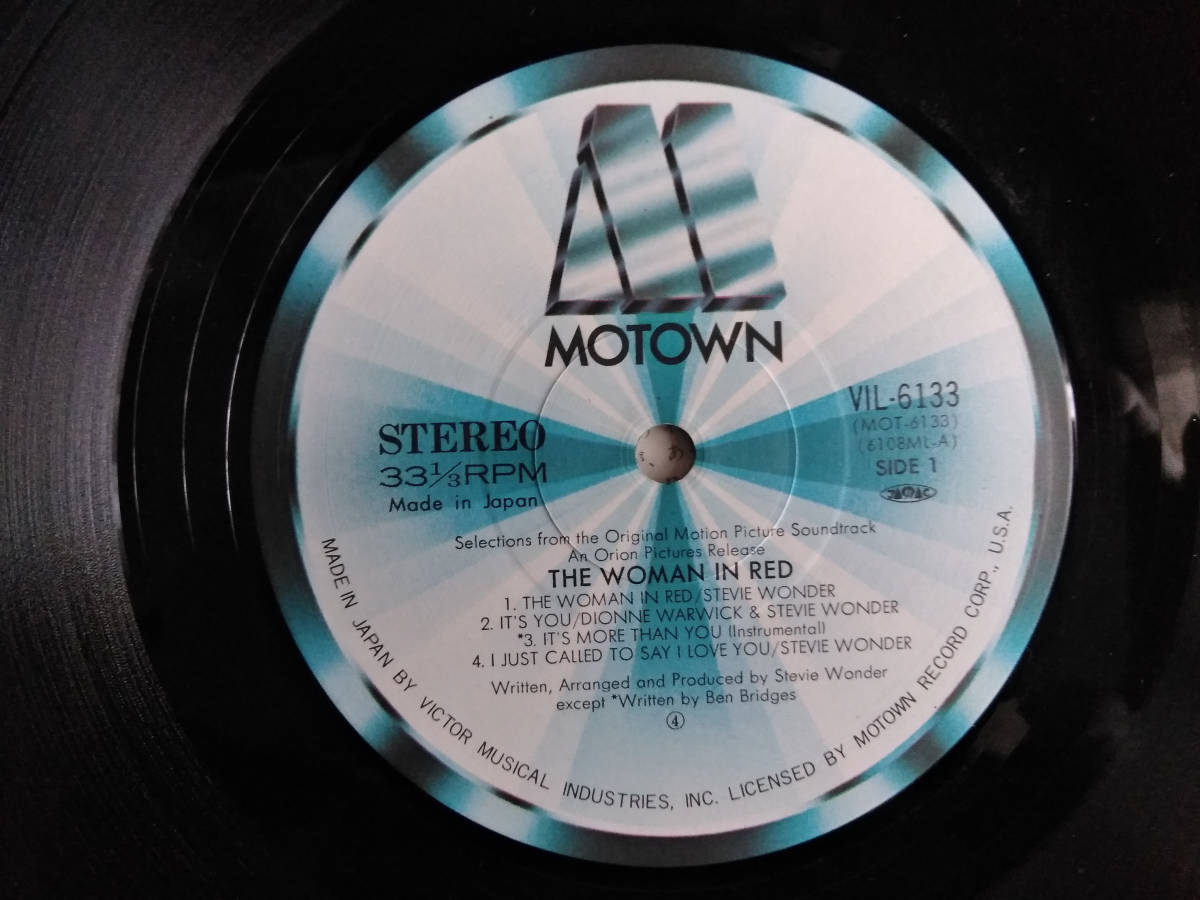 MOTOWN
STEREO
33 1/3 RPM
Made in Japan
VIL-6133
(MOT-6133)
(6108ML-A)
SIDE 1
Selections from the Original Motion Picture Soundtrack
An Orion Pictures Release
THE WOMAN IN RED
1. THE WOMAN IN RED/STEVIE WONDER
2. IT'S YOU/DIONNE WARWICK & STEVIE WONDER
*3. IT'S MORE THAN YOU (Instrumental)
4. I JUST CALLED TO SAY I LOVE YOU/STEVIE WONDER
Written, Arranged and Produced by Stevie Wonder
except *Written by Ben Bridges
④
MADE IN JAPAN BY VICTOR MUSICAL INDUSTRIES, INC. LICENSED BY MOTOWN RECORD CORP., U.S.A.